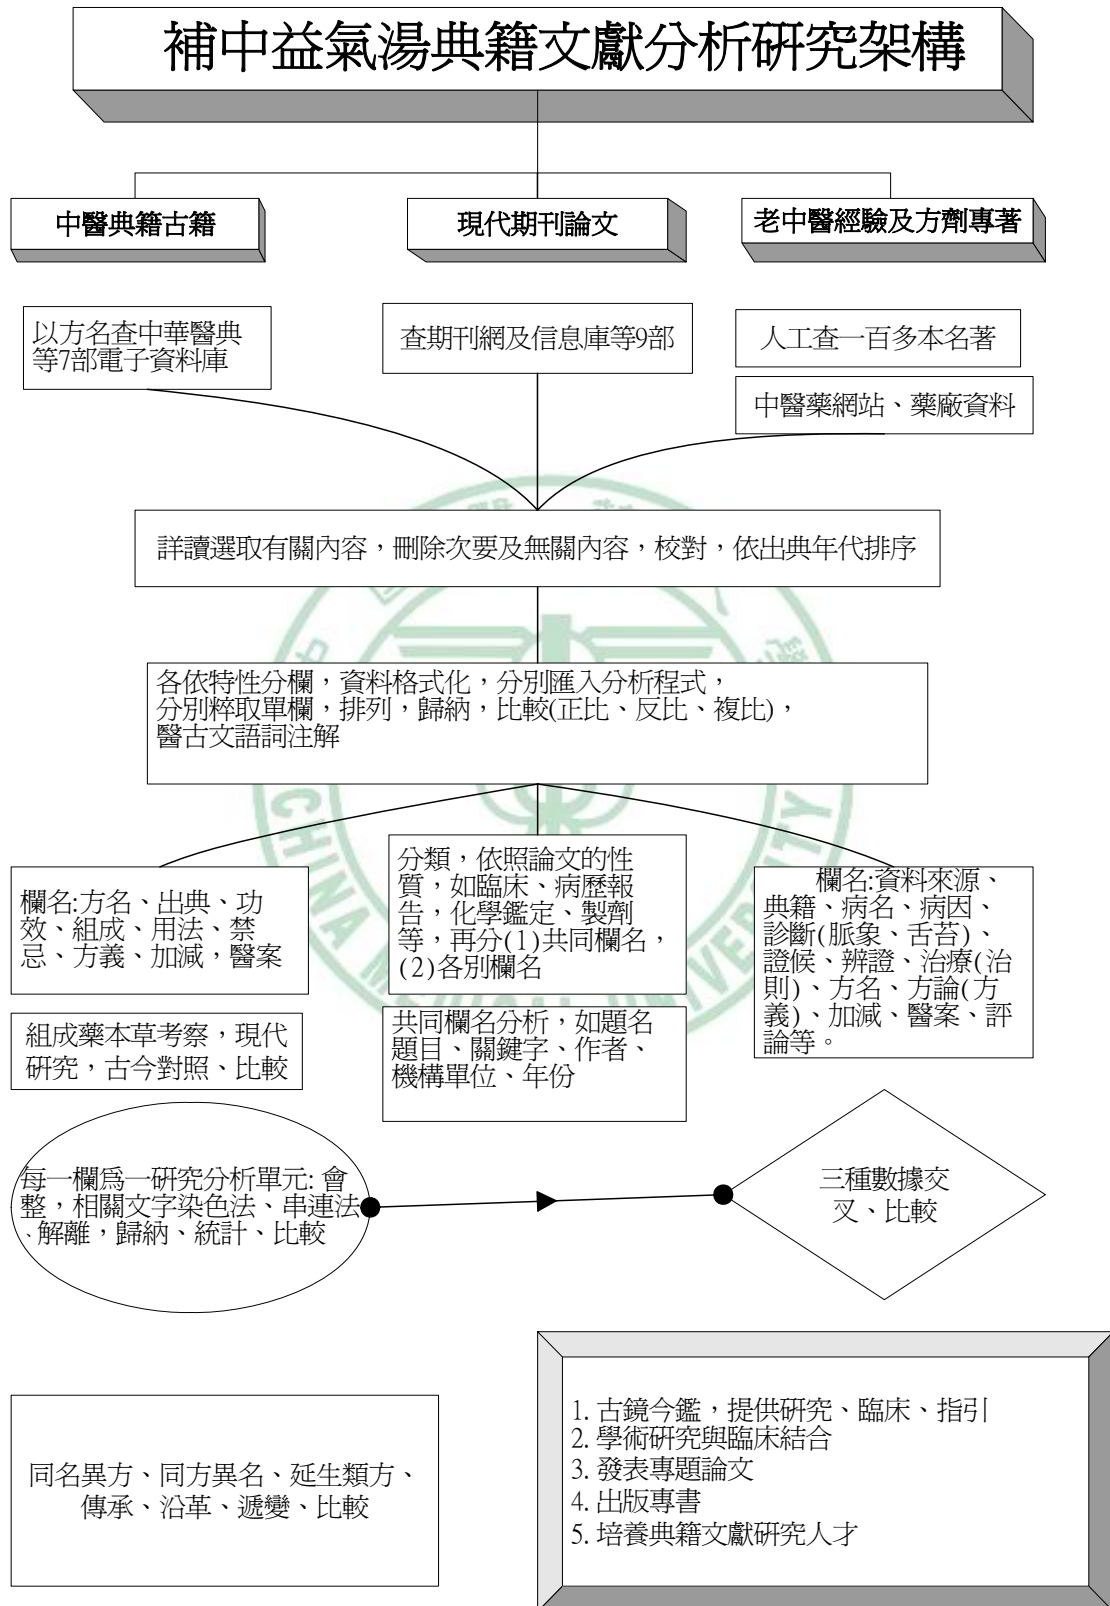 補中益氣湯典籍文獻分析研究架構
中醫典籍古籍
現代期刊論文
老中醫經驗及方劑專著
以方名查中華醫典
等7部電子資料庫
查期刊網及信息庫等9部
人工查一百多本名著
中醫藥網站、藥廠資料
詳讀選取有關內容，刪除次要及無關內容，校對，依出典年代排序
各依特性分欄，資料格式化，分別匯入分析程式，
分別粹取單欄，排列，歸納，比較(正比、反比、複比)，
醫古文語詞注解
欄名:方名、出典、功
效、組成、用法、禁
忌、方義、加減，醫案
分類，依照論文的性
質，如臨床、病歷報
告，化學鑑定、製劑
等，再分(1)共同欄名，
(2)各別欄名
欄名:資料來源、
典籍、病名、病因、
診斷(脈象、舌苔)、
證候、辨證、治療(治
則)、方名、方論(方
義)、加減、醫案、評
論等。
組成藥本草考察，現代
研究，古今對照、比較
共同欄名分析，如題名
題目、關鍵字、作者、
機構單位、年份
每一欄爲一研究分析單元: 會
整，相關文字染色法、串連法
、解離，歸納、統計、比較
三種數據交
叉、比較
同名異方、同方異名、延生類方、
傳承、沿革、遞變、比較
1. 古鏡今鑑，提供研究、臨床、指引
2. 學術研究與臨床結合
3. 發表專題論文
4. 出版專書
5. 培養典籍文獻研究人才
CHINA MEDICAL UNIVERSITY